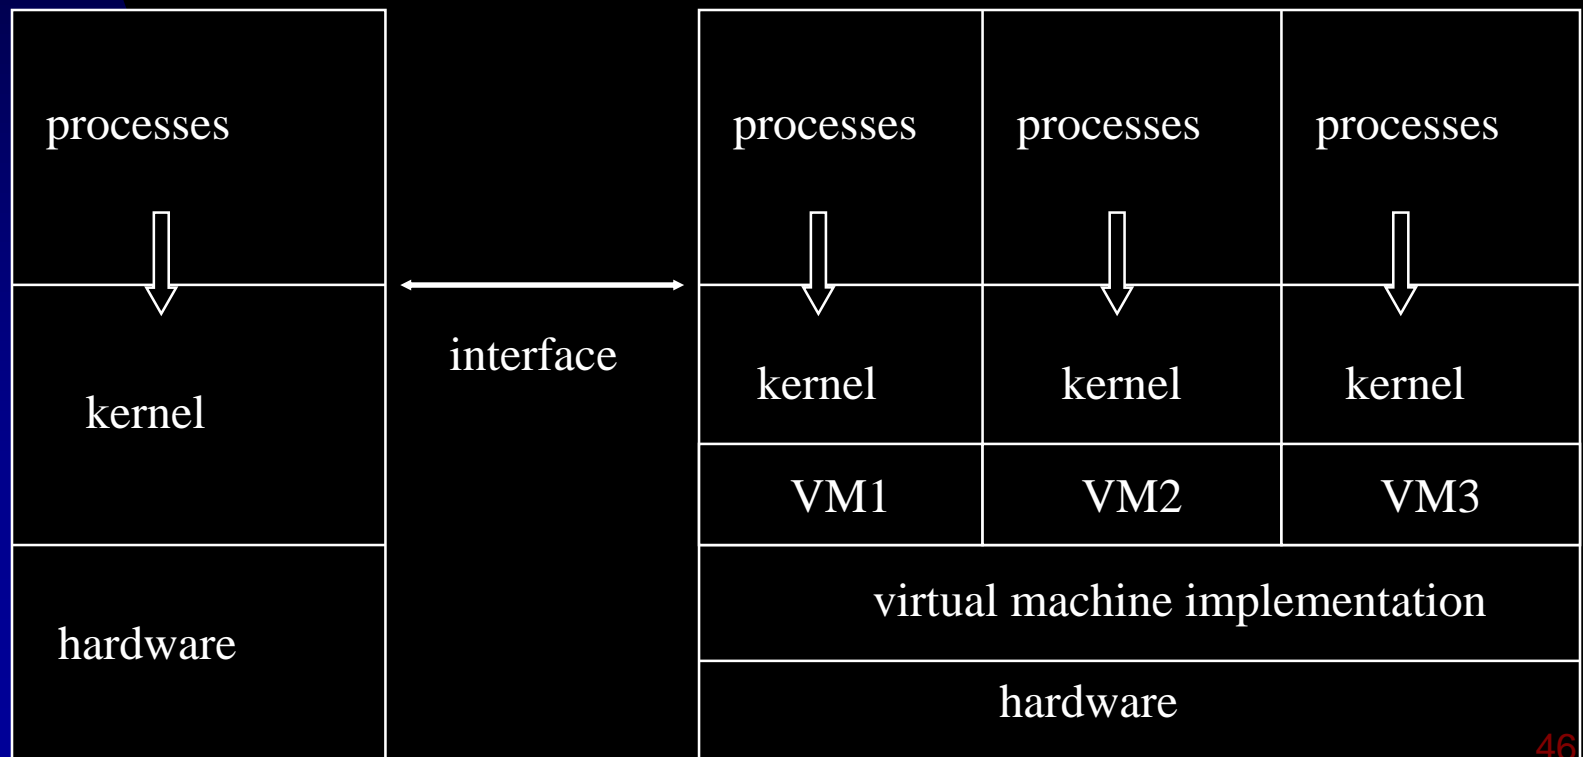 processes
kernel
hardware
interface
processes processes processes
kernel kernel kernel
VM1 VM2 VM3
virtual machine implementation
hardware
46